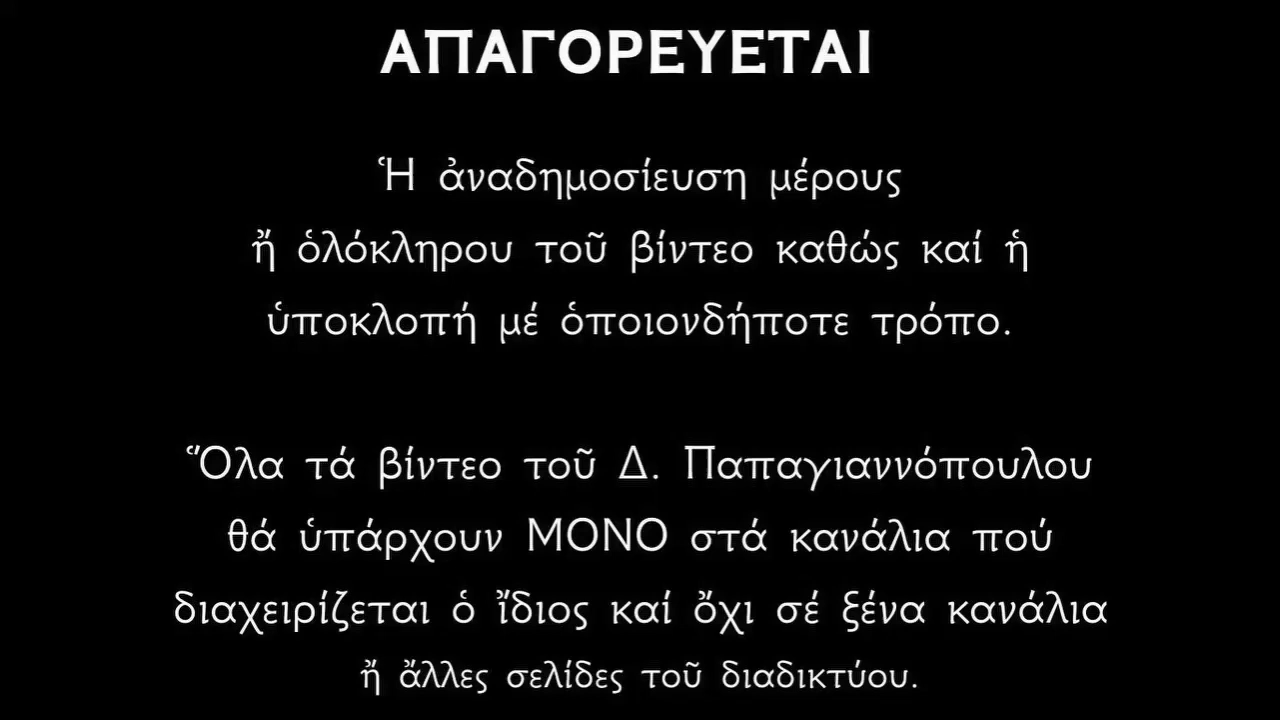 ΑΠΑΓΟΡΕΥΕΤΑΙ
Ἡ ἀναδημοσίευση μέρους
ἤ ὁλόκληρου τοῦ βίντεο καθώς καί ἡ
ὑποκλοπή μέ ὁποιονδήποτε τρόπο.
Ὅλα τά βίντεο τοῦ Δ. Παπαγιαννόπουλου
θά ὑπάρχουν ΜΟΝΟ στά κανάλια πού
διαχειρίζεται ὁ ἴδιος καί ὄχι σέ ξένα κανάλια
ἤ ἄλλες σελίδες τοῦ διαδικτύου.